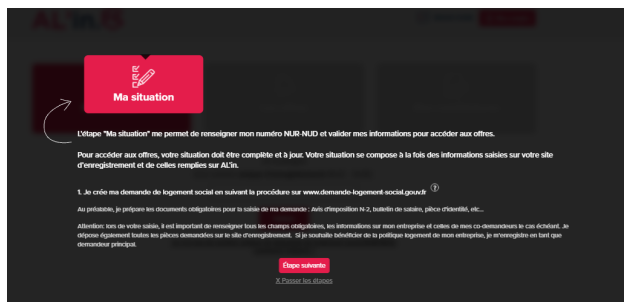 AL'in.fr
Ma situation
L'étape "Ma situation" me permet de renseigner mon numéro NUR-NUD et valider mes informations pour accéder aux offres.
Pour accéder aux offres, votre situation doit être complète et à jour. Votre situation se compose à la fois des informations saisies sur votre site
d'enregistrement et de celles remplies sur AL'in.
1. Je crée ma demande de logement social en suivant la procédure sur www.demande-logement-social.gouv.fr ?
Au préalable, je prépare les documents obligatoires pour la saisie de ma demande : Avis d'imposition N-2, bulletin de salaire, pièce d'identité, etc...
Attention: lors de votre saisie, il est important de renseigner tous les champs obligatoires, les informations sur mon entreprise et celles de mes co-demandeurs le cas échéant. Je
dépose également toutes les pièces demandées sur le site d'enregistrement. Si je souhaite bénéficier de la politique logement de mon entreprise, je m'enregistre en tant que
demandeur principal.
Étape suivante
X Passer les étapes